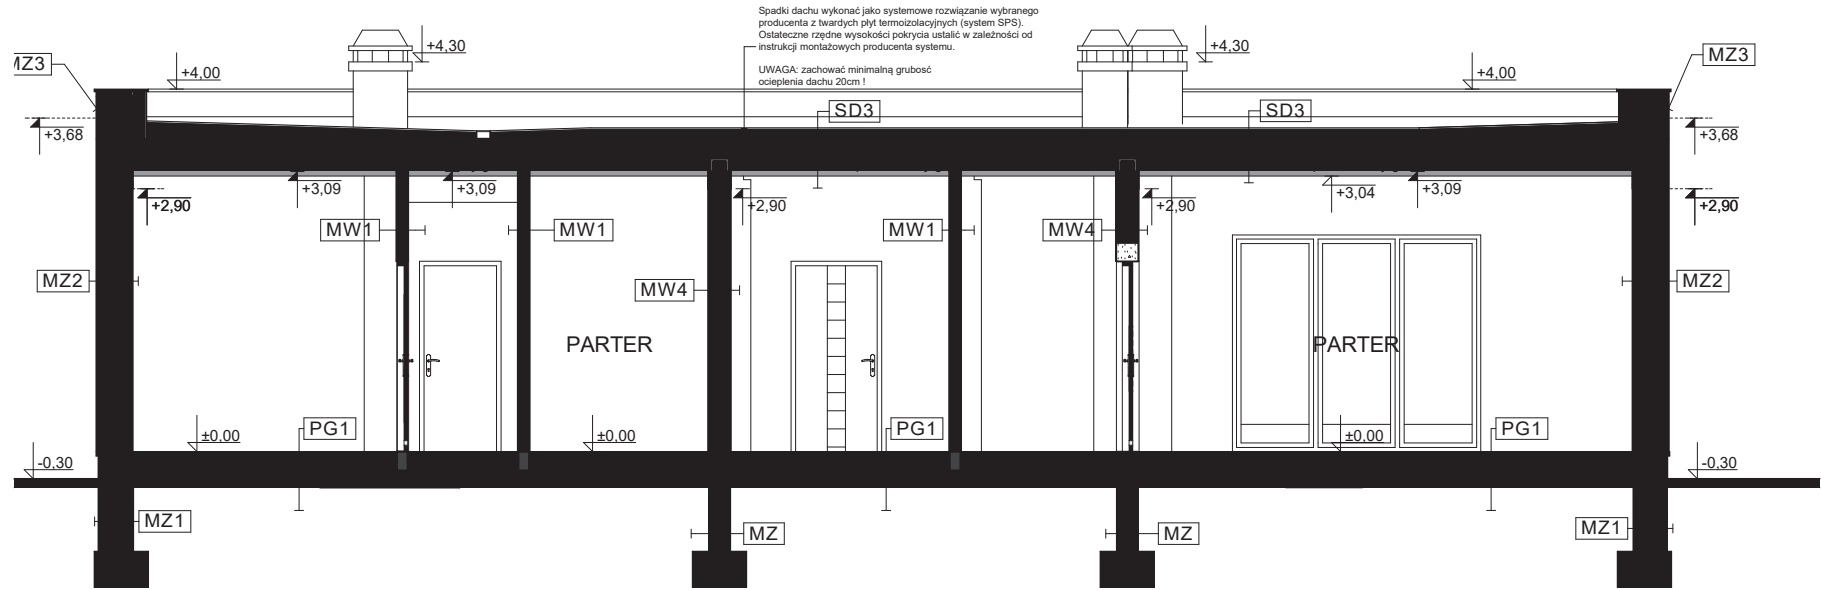 Spadki dachu wykonać jako systemowe rozwiązanie wybranego
producenta z twardych płyt termoizolacyjnych (system SPS).
Ostateczne rzędne wysokości pokrycia ustalić w zależności od
instrukcji montażowych producenta systemu.
UWAGA: zachować minimalną grubość
ocieplenia dachu 20cm !
+4,30
+4,30
MZ3
MZ3
+4,00
+4,00
SD3
SD3
+3,68
+3,68
+3,09
+3,09
+3,04
+3,09
+2,90
+2,90
+2,90
+2,90
MW1
MW1
MW1
MW4
MZ2
MW4
MZ2
PARTER
PARTER
±0,00
PG1
±0,00
PG1
±0,00
PG1
-0,30
-0,30
MZ1
MZ
MZ
MZ1